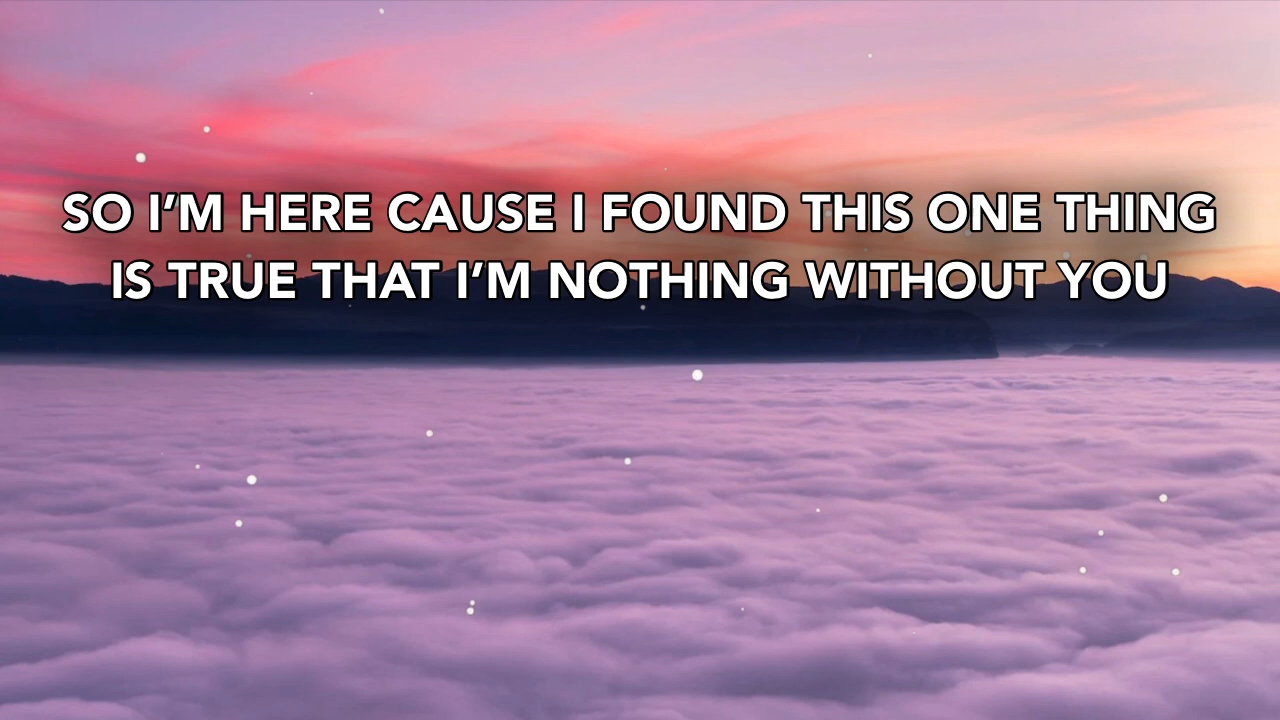 SO I’M HERE CAUSE I FOUND THIS ONE THING
IS TRUE THAT I’M NOTHING WITHOUT YOU